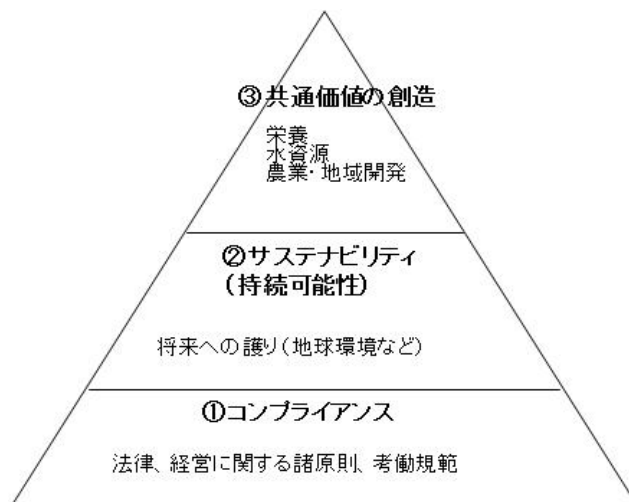 ③共通価値の創造
栄養
水資源
農業・地域開発
②サステナビリティ
（持続可能性）
将来への護り（地球環境など）
①コンプライアンス
法律、経営に関する諸原則、考働規範